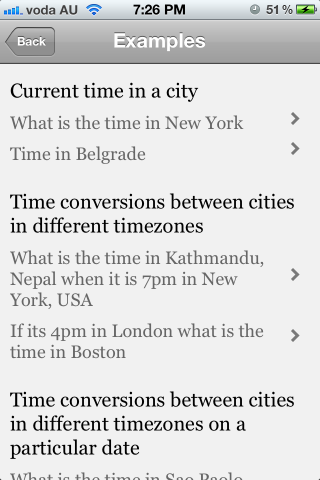 voda AU 7:26 PM 51%
Back Examples
Current time in a city
What is the time in New York
Time in Belgrade
Time conversions between cities
in different timezones
What is the time in Kathmandu,
Nepal when it is 7pm in New
York, USA
If its 4pm in London what is the
time in Boston
Time conversions between cities
in different timezones on a
particular date
What is the time in Sao Paolo